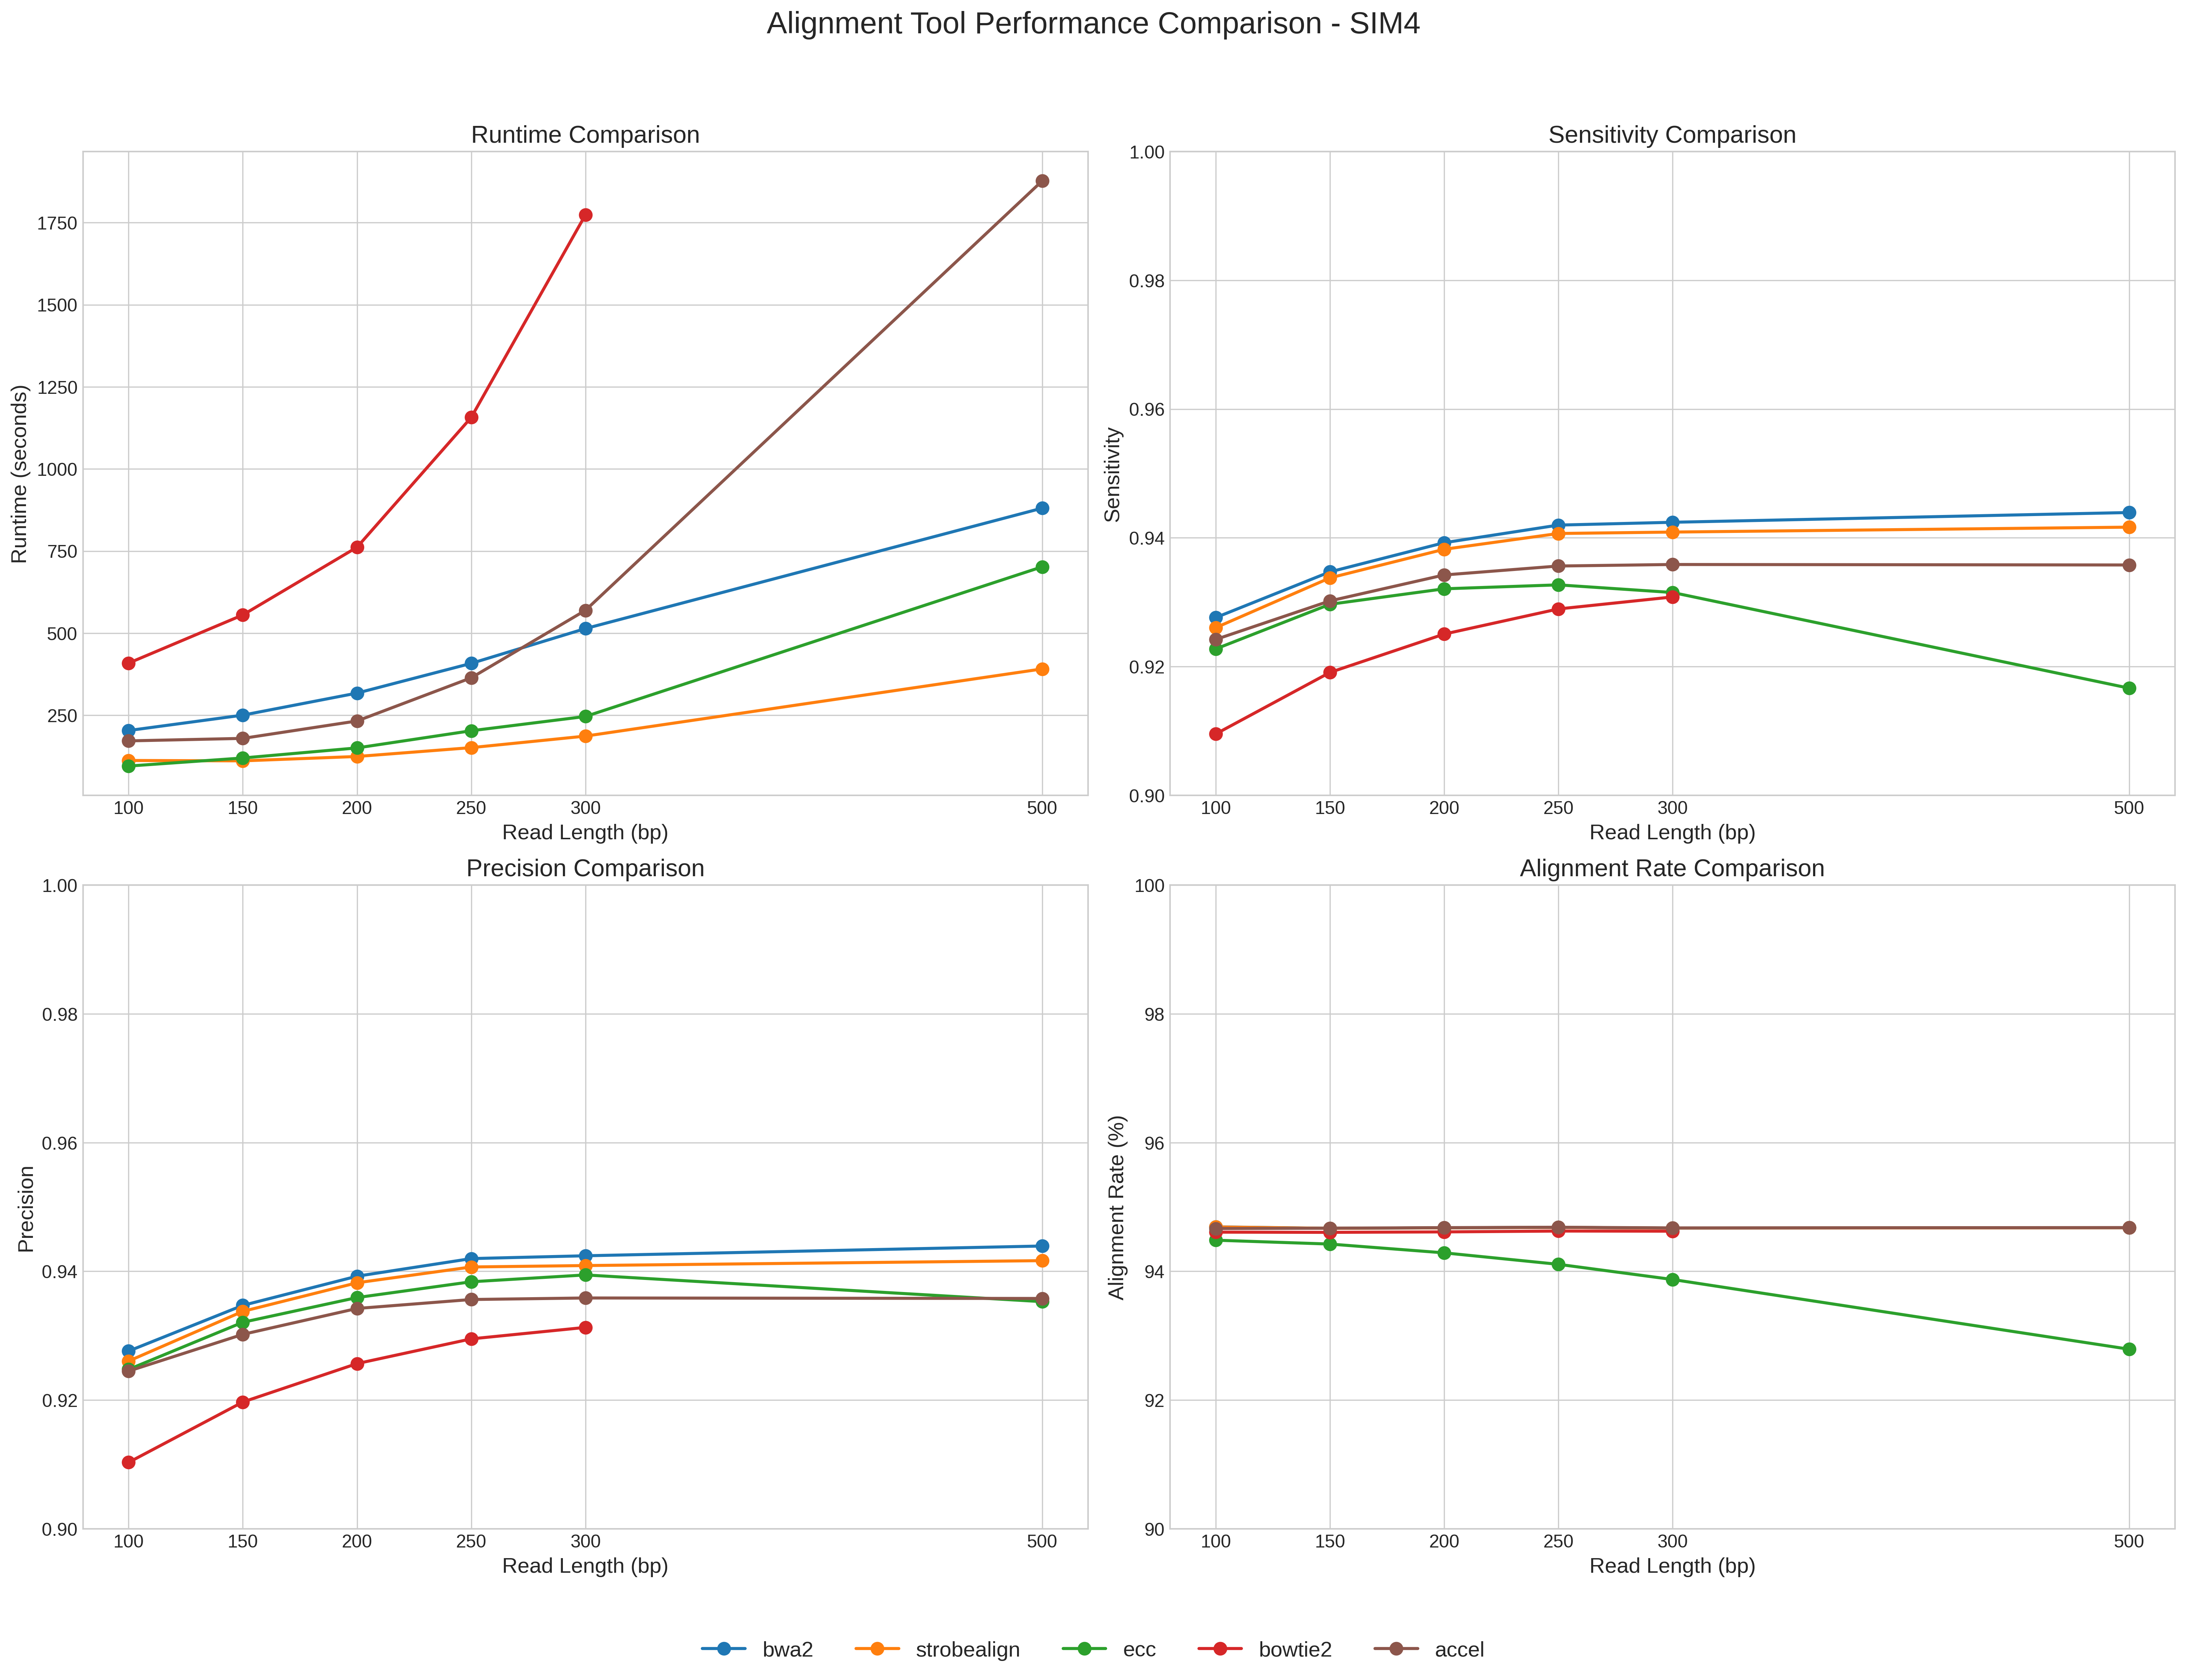 Alignment Tool Performance Comparison - SIM4
Runtime Comparison
Runtime (seconds)
1750
1500
1250
1000
750
500
250
100 150 200 250 300 500
Read Length (bp)
Sensitivity Comparison
Sensitivity
1.00
0.98
0.96
0.94
0.92
0.90
100 150 200 250 300 500
Read Length (bp)
Precision Comparison
Precision
1.00
0.98
0.96
0.94
0.92
0.90
100 150 200 250 300 500
Read Length (bp)
Alignment Rate Comparison
Alignment Rate (%)
100
98
96
94
92
90
100 150 200 250 300 500
Read Length (bp)
bwa2 strobealign ecc bowtie2 accel